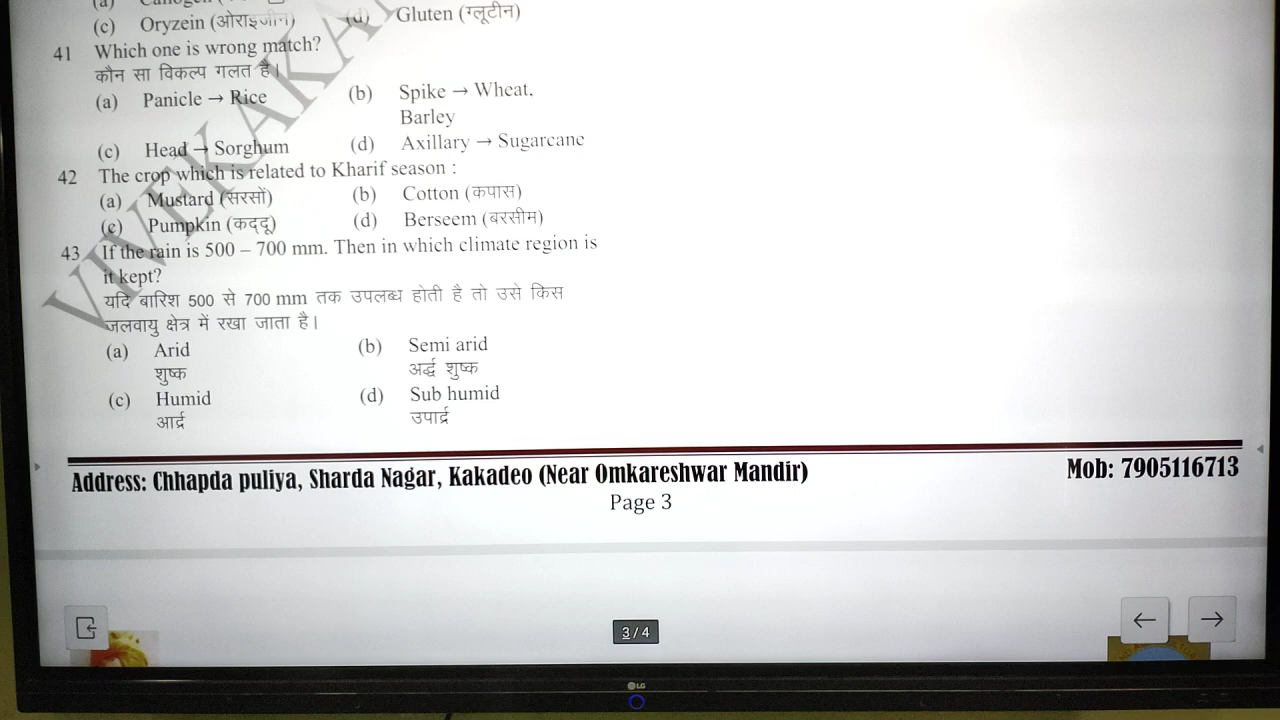 (c) Oryzein (ओराइजीन) (d) Gluten (ग्लूटीन)
41 Which one is wrong match?
कौन सा विकल्प गलत है।
(a) Panicle → Rice (b) Spike → Wheat,
Barley
(c) Head → Sorghum (d) Axillary → Sugarcane
42 The crop which is related to Kharif season :
(a) Mustard (सरसों) (b) Cotton (कपास)
(c) Pumpkin (कद्दू) (d) Berseem (बरसीम)
43 If the rain is 500 – 700 mm. Then in which climate region is
it kept?
यदि बारिश 500 से 700 mm तक उपलब्ध होती है तो उसे किस
जलवायु क्षेत्र में रखा जाता है।
(a) Arid (b) Semi arid
शुष्क अर्द्ध शुष्क
(c) Humid (d) Sub humid
आर्द्र उपार्द्र
Address: Chhapda puliya, Sharda Nagar, Kakadeo (Near Omkareshwar Mandir) Mob: 7905116713
Page 3
3/4
LG